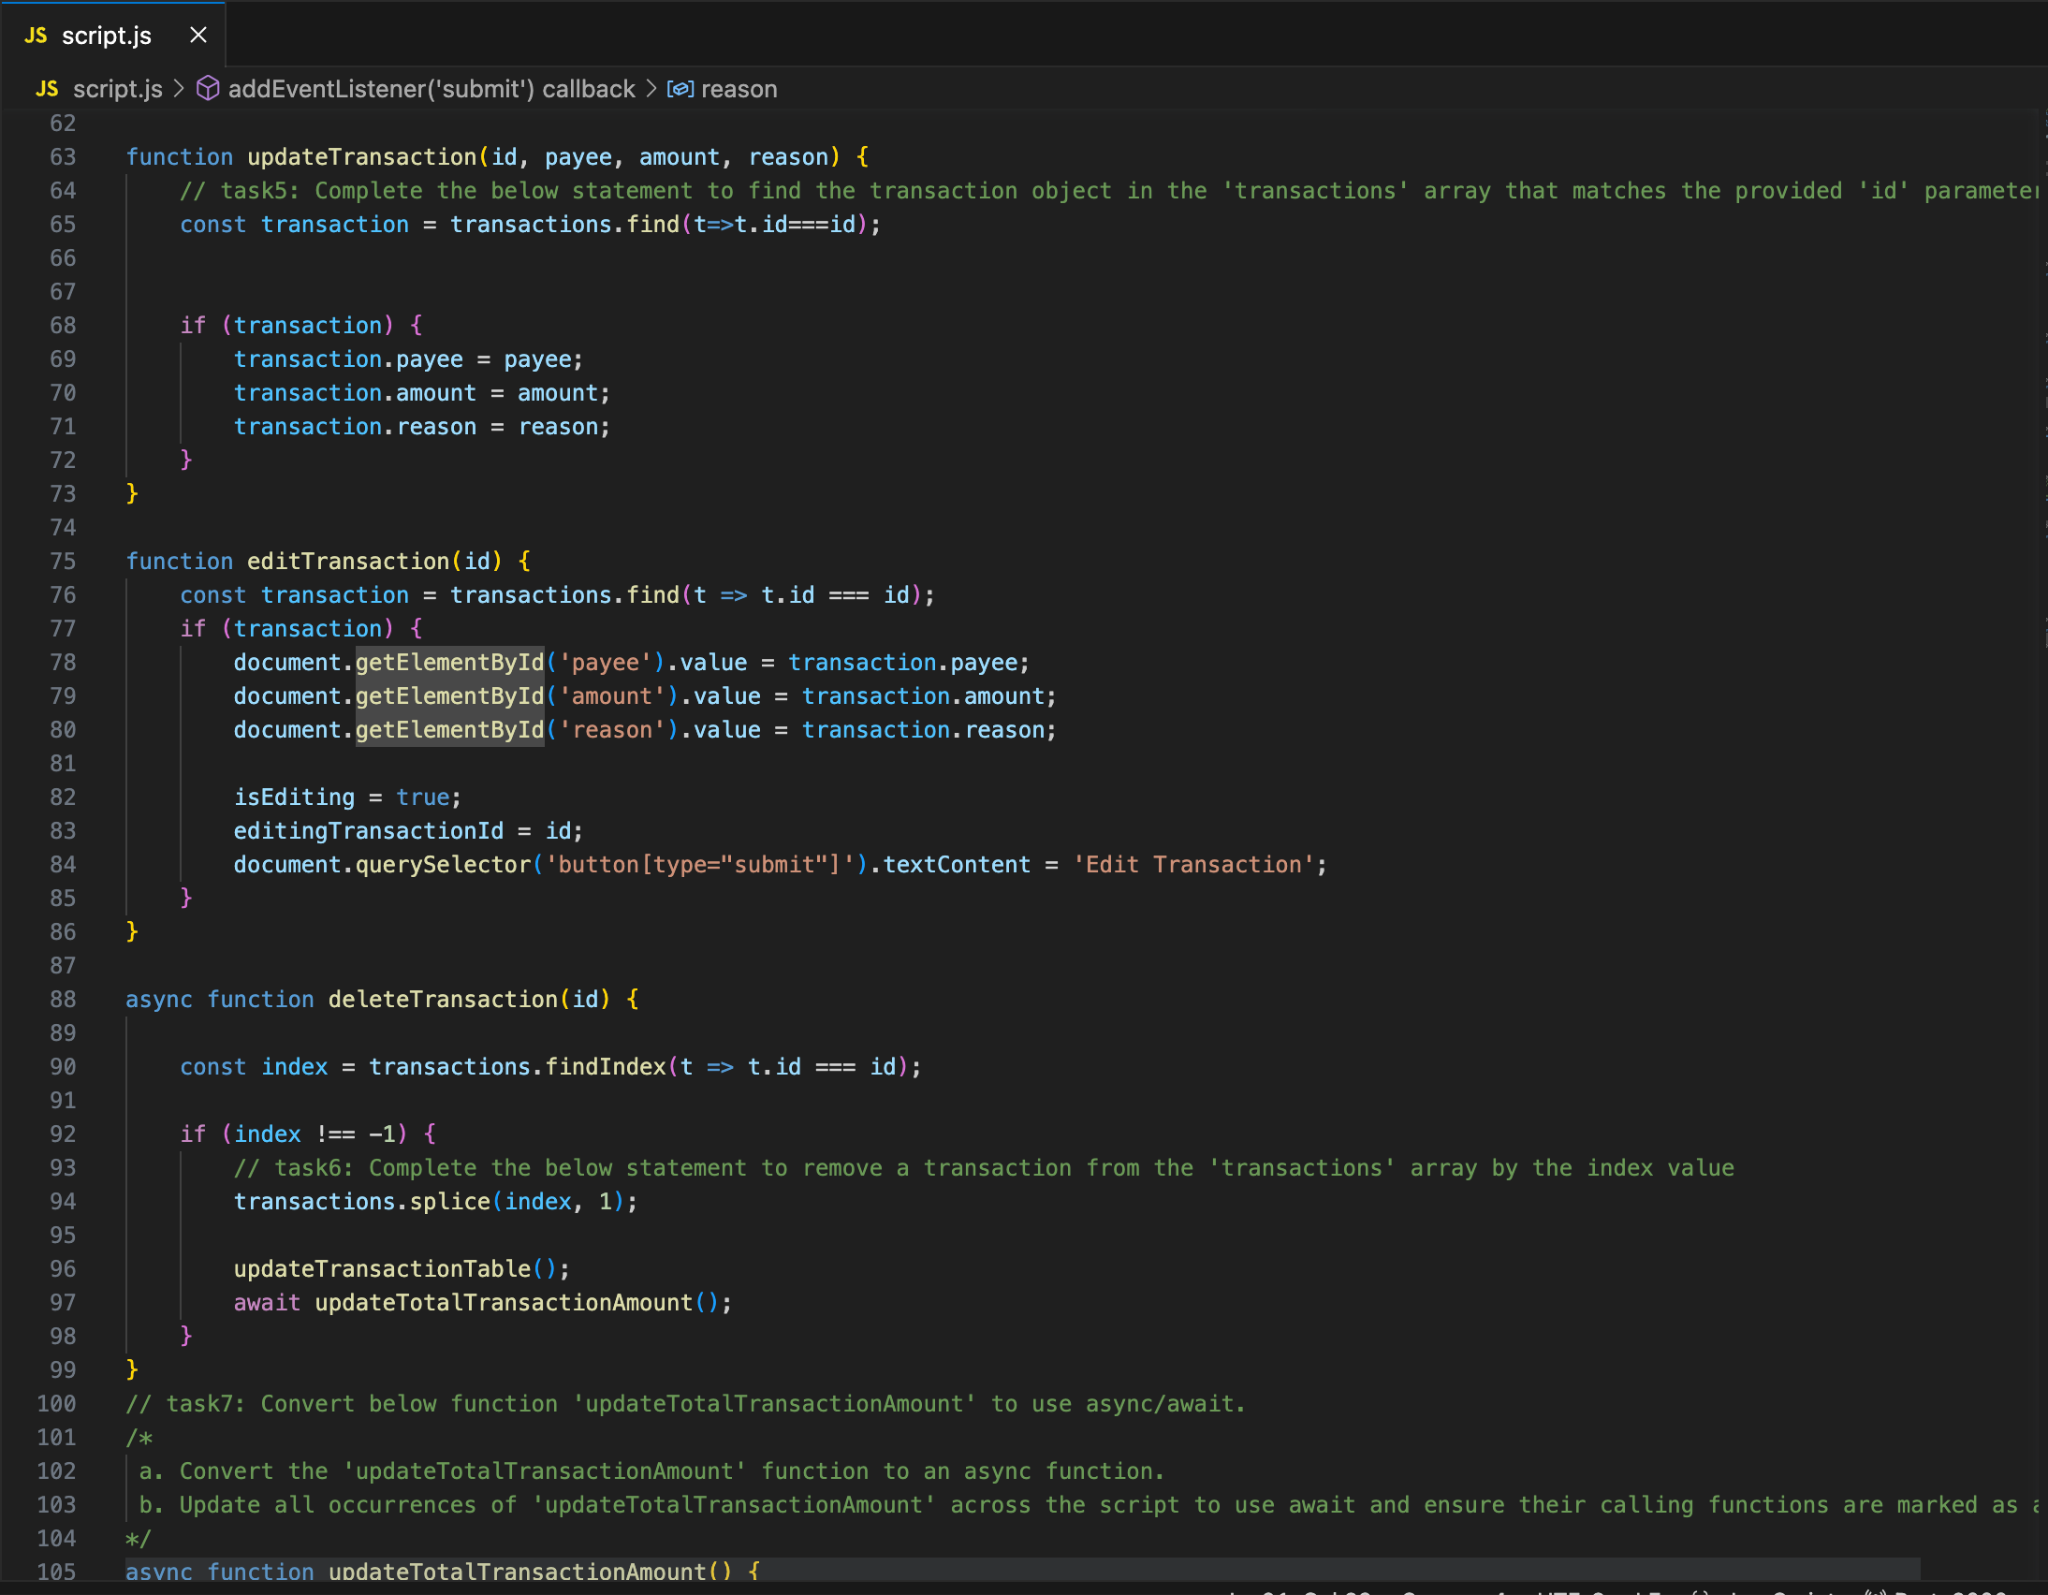 JS script.js ×
JS script.js > addEventListener('submit') callback > reason
62
63 function updateTransaction(id, payee, amount, reason) {
64     // task5: Complete the below statement to find the transaction object in the 'transactions' array that matches the provided 'id' parameter
65     const transaction = transactions.find(t=>t.id===id);
66
67
68     if (transaction) {
69         transaction.payee = payee;
70         transaction.amount = amount;
71         transaction.reason = reason;
72     }
73 }
74
75 function editTransaction(id) {
76     const transaction = transactions.find(t => t.id === id);
77     if (transaction) {
78         document.getElementById('payee').value = transaction.payee;
79         document.getElementById('amount').value = transaction.amount;
80         document.getElementById('reason').value = transaction.reason;
81
82         isEditing = true;
83         editingTransactionId = id;
84         document.querySelector('button[type="submit"]').textContent = 'Edit Transaction';
85     }
86 }
87
88 async function deleteTransaction(id) {
89
90     const index = transactions.findIndex(t => t.id === id);
91
92     if (index !== -1) {
93         // task6: Complete the below statement to remove a transaction from the 'transactions' array by the index value
94         transactions.splice(index, 1);
95
96         updateTransactionTable();
97         await updateTotalTransactionAmount();
98     }
99 }
100 // task7: Convert below function 'updateTotalTransactionAmount' to use async/await.
101 /*
102  a. Convert the 'updateTotalTransactionAmount' function to an async function.
103  b. Update all occurrences of 'updateTotalTransactionAmount' across the script to use await and ensure their calling functions are marked as
104 */
105 async function updateTotalTransactionAmount() {